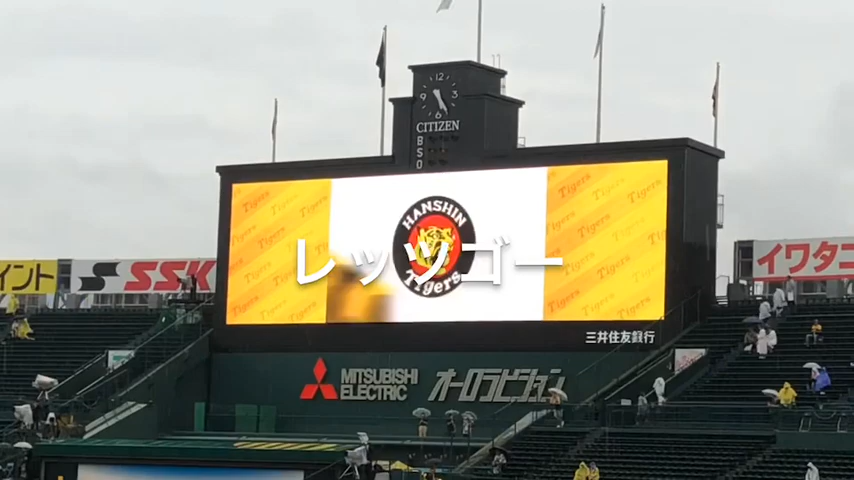 12
9 3
6
CITIZEN
B
S
O
Tigers
HANSHIN
Tigers
レッツゴー
イント
SSK
イワタニ
三井住友銀行
MITSUBISHI
ELECTRIC
オーロラビジョン